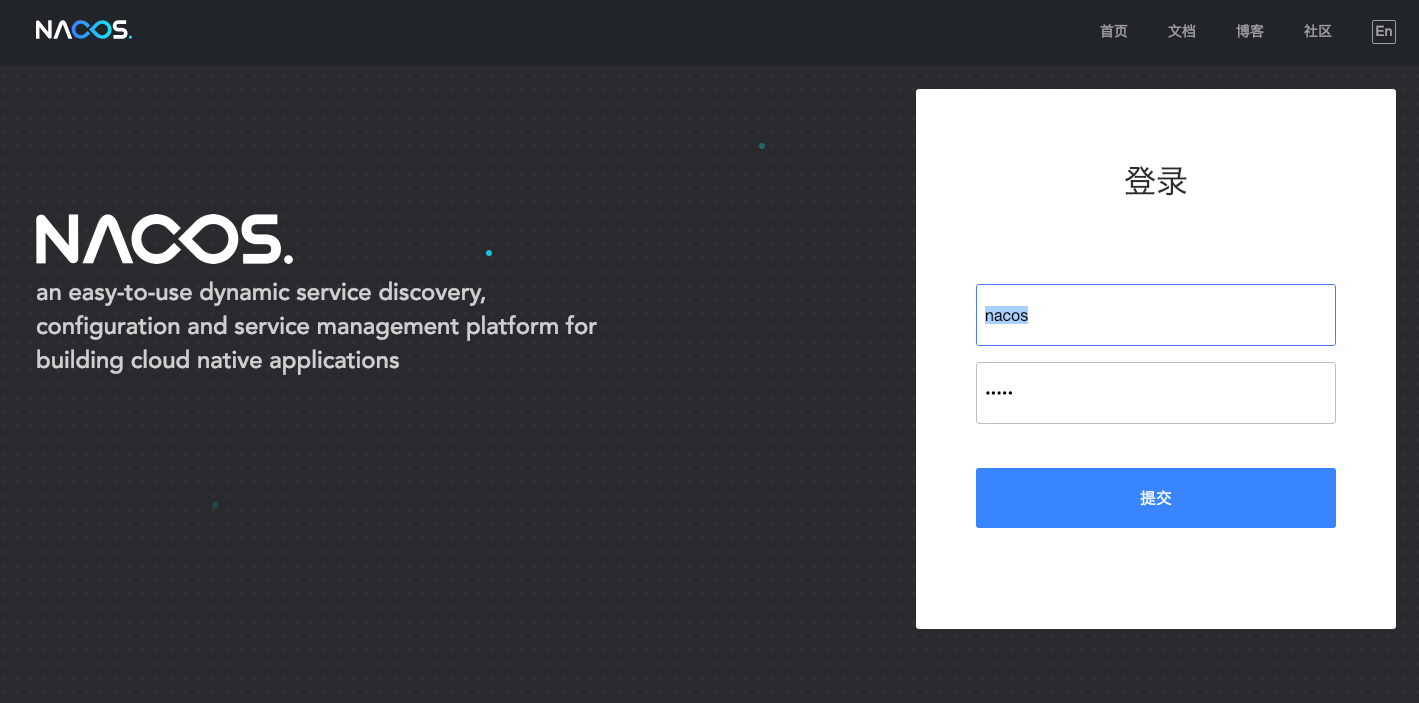 NACOS.
首页
文档
博客
社区
En
NACOS.
an easy-to-use dynamic service discovery,
configuration and service management platform for
building cloud native applications
登录
nacos
•••••
提交